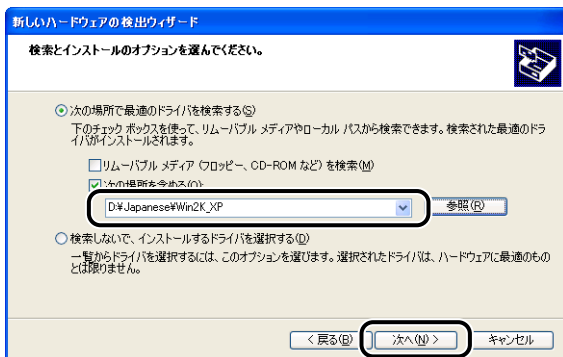 新しいハードウェアの検出ウィザード
検索とインストールのオプションを選んでください。
次の場所で最適のドライバを検索する(S)
下のチェック ボックスを使って、リムーバブル メディアやローカル パスから検索できます。検索された最適のドラ
イバがインストールされます。
リムーバブル メディア (フロッピー、CD-ROM など) を検索(M)
次の場所を含める(O):
D:¥Japanese¥Win2K_XP
参照(R)
検索しないで、インストールするドライバを選択する(D)
一覧からドライバを選択するには、このオプションを選びます。選択されたドライバは、ハードウェアに最適のもの
とは限りません。
< 戻る(B)
次へ(N) >
キャンセル